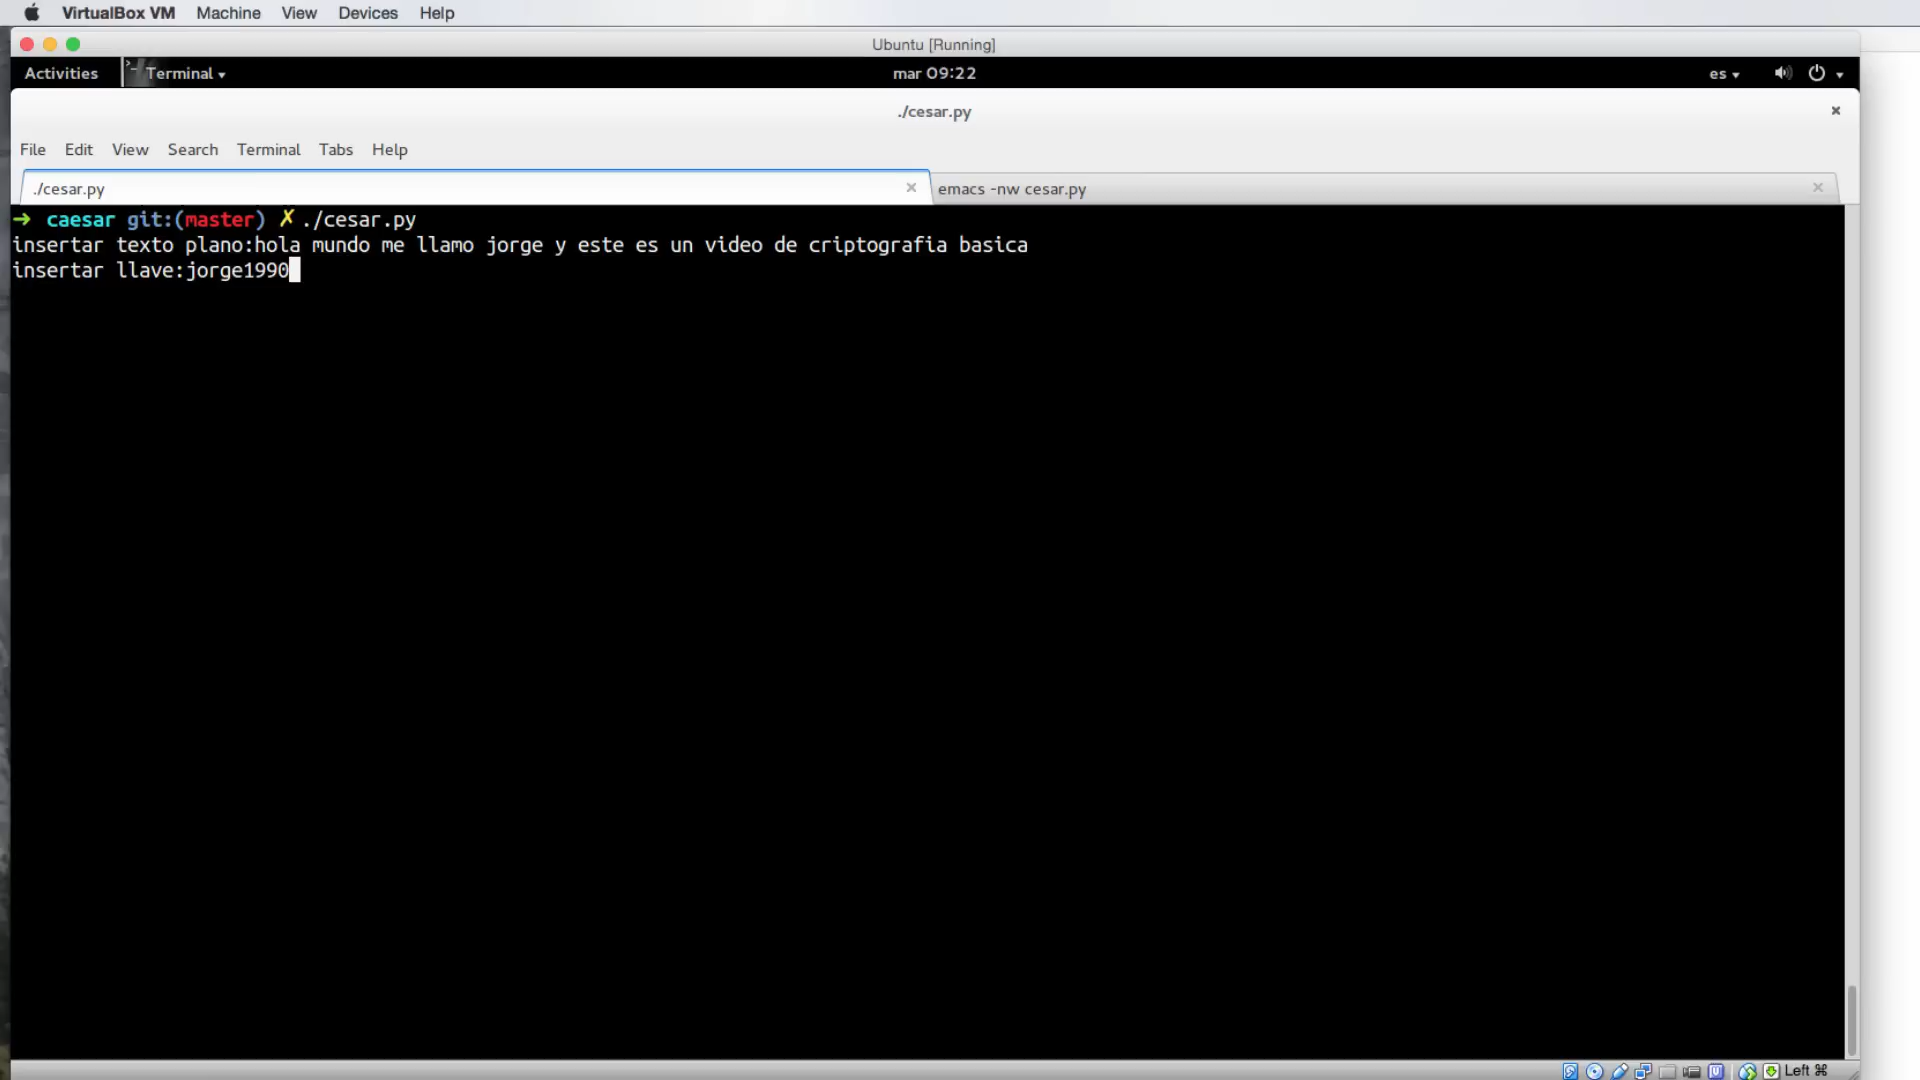 VirtualBox VM Machine View Devices Help
Ubuntu [Running]
Activities Terminal mar 09:22 es
./cesar.py
File Edit View Search Terminal Tabs Help
./cesar.py emacs -nw cesar.py
→ caesar git:(master) ✗ ./cesar.py
insertar texto plano:hola mundo me llamo jorge y este es un video de criptografia basica
insertar llave:jorge1990
Left ⌘